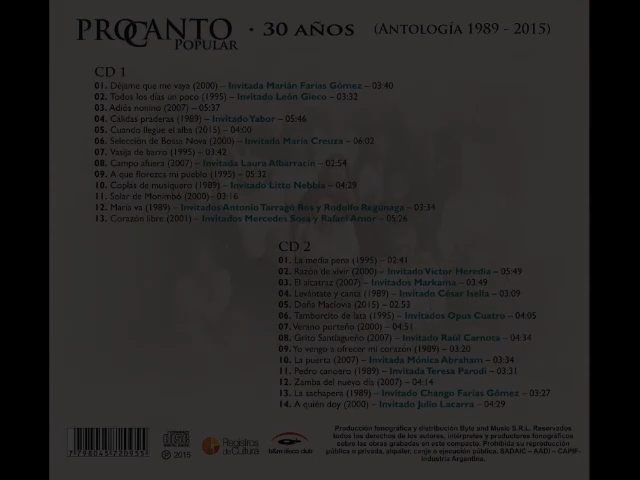 PROCANTO POPULAR · 30 AÑOS (ANTOLOGÍA 1989 - 2015)
CD 1
01. Déjame que me vaya (2000) – Invitada Marián Farías Gómez – 03:40
02. Todos los días un poco (1995) – Invitado León Gieco – 03:32
03. Adiós nonino (2007) – 05:37
04. Cálidas praderas (1989) – Invitado Yabor – 05:46
05. Cuando llegue el alba (2015) – 04:00
06. Selección de Bossa Nova (2000) – Invitada María Creuza – 06:02
07. Vasija de barro (1995) – 03:42
08. Campo afuera (2007) – Invitada Laura Albarracín – 02:54
09. A que florezca mi pueblo (1995) – 05:32
10. Coplas de musiquero (1989) – Invitado Litto Nebbia – 04:28
11. Solar de Monimbó (2000) – 03:16
12. María va (1989) – Invitados Antonio Tarragó Ros y Rodolfo Regúnaga – 03:34
13. Corazón libre (2001) – Invitados Mercedes Sosa y Rafael Amor – 05:26
CD 2
01. La media pena (1995) – 02:41
02. Razón de vivir (2000) – Invitado Víctor Heredia – 05:49
03. El alcatraz (2007) – Invitados Markama – 03:49
04. Levántate y canta (1989) – Invitado César Isella – 03:09
05. Doña Maclovia (2015) – 02:53
06. Tamborcito de lata (1995) – Invitados Opus Cuatro – 04:05
07. Verano porteño (2000) – 04:51
08. Grito Santiagueño (2007) – Invitado Raúl Carnota – 04:34
09. Yo vengo a ofrecer mi corazón (1989) – 03:20
10. La puerta (2007) – Invitada Mónica Abraham – 03:34
11. Pedro canoero (1989) – Invitada Teresa Parodi – 03:31
12. Zamba del nuevo día (2007) – 04:14
13. La sachapera (1989) – Invitado Chango Farías Gómez – 03:27
14. A quién doy (2000) – Invitado Julio Lacarra – 04:29
Producción fonográfica y distribución Byte and Music S.R.L. Reservados
todos los derechos de los autores, intérpretes y productores fonográficos
sobre las obras grabadas en este compacto. Prohibida su reproducción
pública o privada, alquiler, canje o ejecución pública. SADAIC – AADI – CAPIF-
Industria Argentina.
7798045770955
℗ 2015
Registros de Cultura
b&m disco club